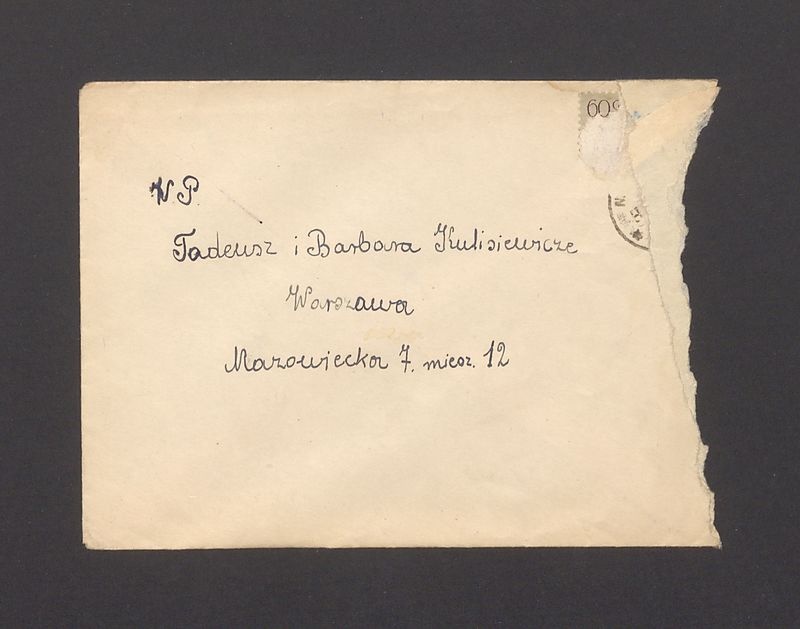 60
N.
W P.
Tadeusz i Barbara Kulisiewicze
Warszawa
Mazowiecka 7. miesz. 12